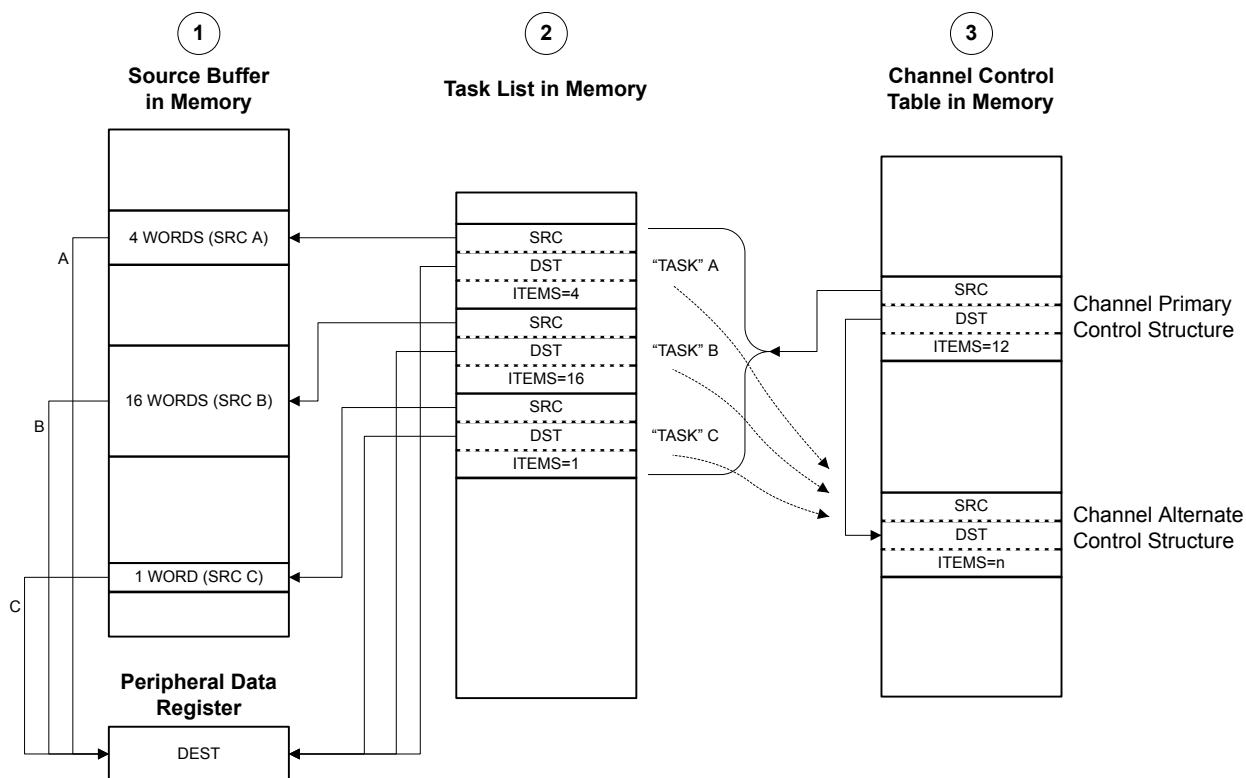 1
Source Buffer
in Memory
4 WORDS (SRC A)
16 WORDS (SRC B)
1 WORD (SRC C)
A
B
C
Peripheral Data
Register
DEST
2
Task List in Memory
SRC
DST
ITEMS=4
SRC
DST
ITEMS=16
SRC
DST
ITEMS=1
“TASK” A
“TASK” B
“TASK” C
3
Channel Control
Table in Memory
SRC
DST
ITEMS=12
Channel Primary
Control Structure
SRC
DST
ITEMS=n
Channel Alternate
Control Structure